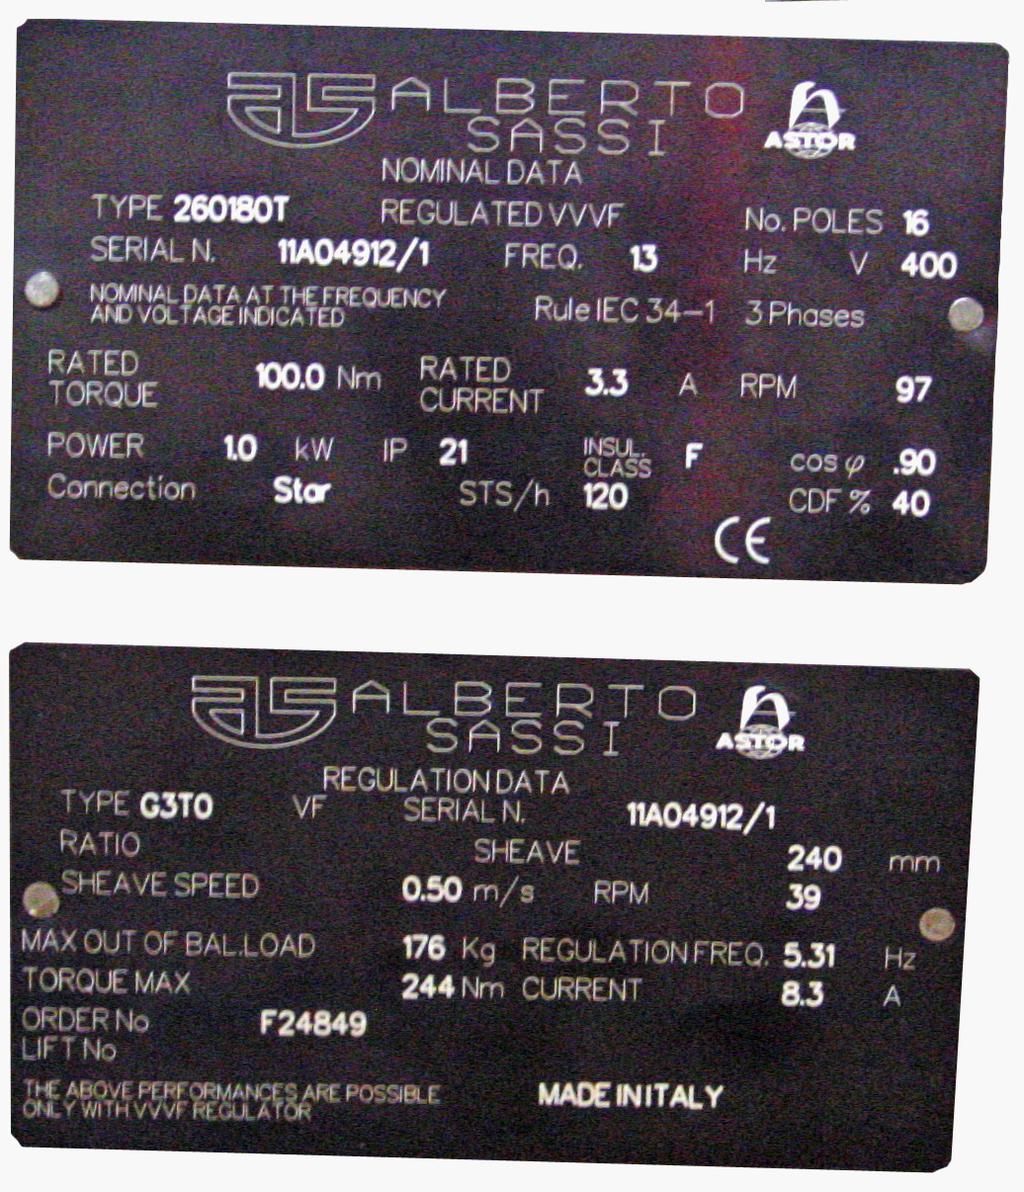 ALBERTO
SASSI
ASTOR
NOMINAL DATA
TYPE 260180T REGULATED VVVF No. POLES 16
SERIAL N. 11A04912/1 FREQ. 13 Hz V 400
NOMINAL DATA AT THE FREQUENCY
AND VOLTAGE INDICATED
Rule IEC 34-1 3 Phases
RATED TORQUE 100.0 Nm RATED CURRENT 3.3 A RPM 97
POWER 1.0 kW IP 21 INSUL. CLASS F cos φ .90
Connection Star STS/h 120 CDF % 40
CE
ALBERTO
SASSI
ASTOR
REGULATION DATA
TYPE G3T0 VF SERIAL N. 11A04912/1
RATIO SHEAVE 240 mm
SHEAVE SPEED 0.50 m/s RPM 39
MAX OUT OF BAL.LOAD 176 Kg REGULATION FREQ. 5.31 Hz
TORQUE MAX 244 Nm CURRENT 8.3 A
ORDER No F24849
LIFT No
THE ABOVE PERFORMANCES ARE POSSIBLE
ONLY WITH VVVF REGULATOR
MADE IN ITALY